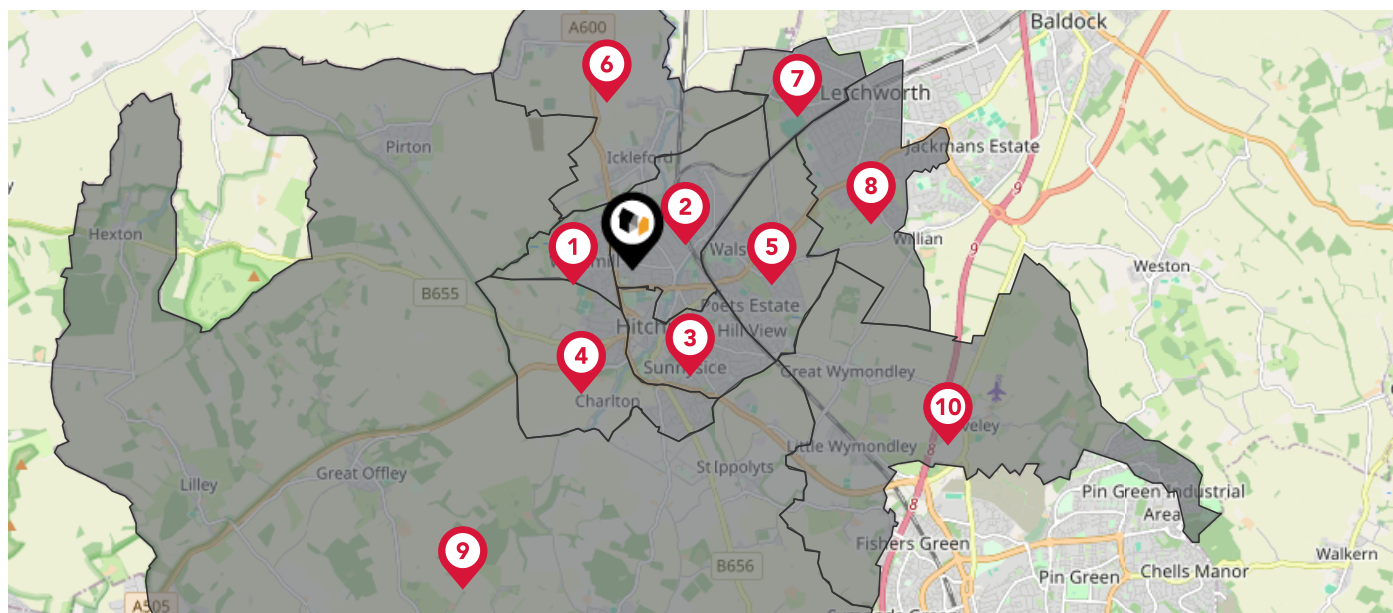 Baldock
A600
6
7
Letchworth
Pirton
Ickleford
Jackmans Estate
8
9
2
Hexton
1
5
Willian
9
Weston
B655
Poets Estate
Hill View
3
4
Sunnyside
Great Wymondley
Charlton
10
Little Wymondley
8
St Ippolyts
Great Offley
Lilley
Pin Green Industrial
Area
8
9
Fishers Green
B656
Pin Green
Chells Manor
Walkern
A505